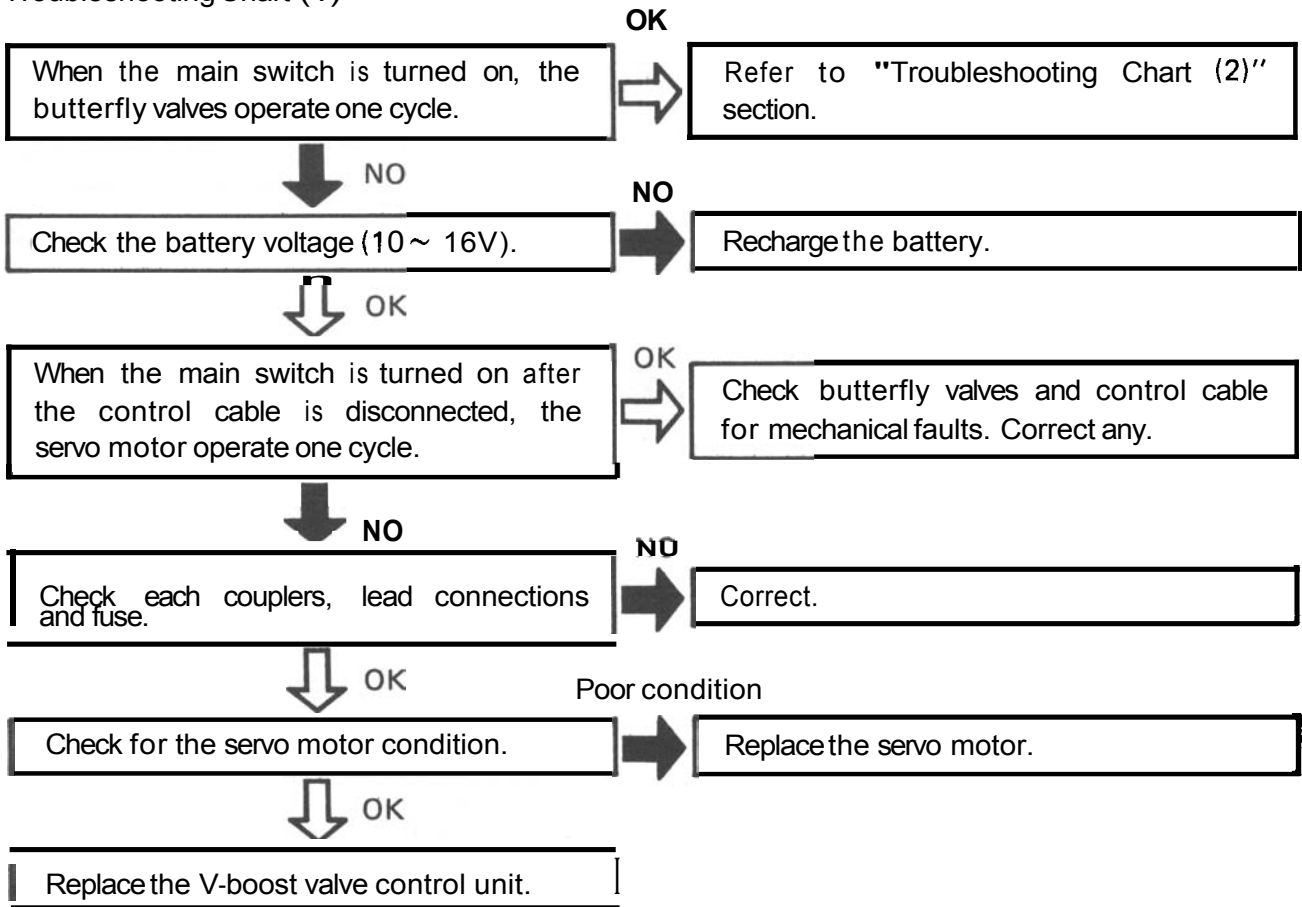 OK
When the main switch is turned on, the
butterfly valves operate one cycle.
Refer to "Troubleshooting Chart (2)"
section.
NO
NO
Check the battery voltage (10 ~ 16V).
Recharge the battery.
OK
When the main switch is turned on after
the control cable is disconnected, the
servo motor operate one cycle.
OK
Check butterfly valves and control cable
for mechanical faults. Correct any.
NO
NO
Check each couplers, lead connections
and fuse.
Correct.
OK
Poor condition
Check for the servo motor condition.
Replace the servo motor.
OK
Replace the V-boost valve control unit.